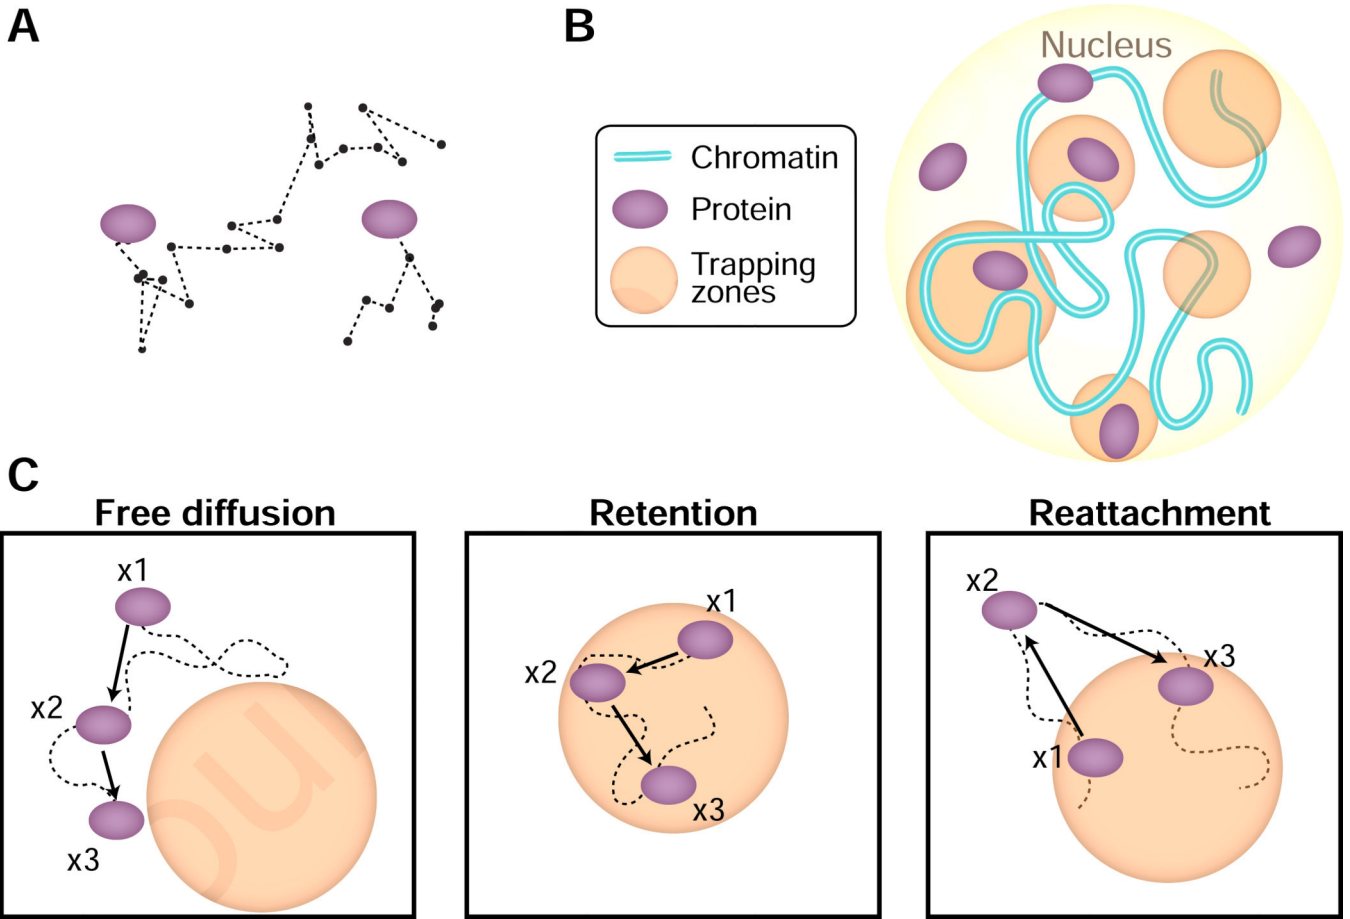 A
B
Nucleus
Chromatin
Protein
Trapping
zones
C
Free diffusion
Retention
Reattachment
x1
x2
x3
x1
x2
x3
x2
x3
x1